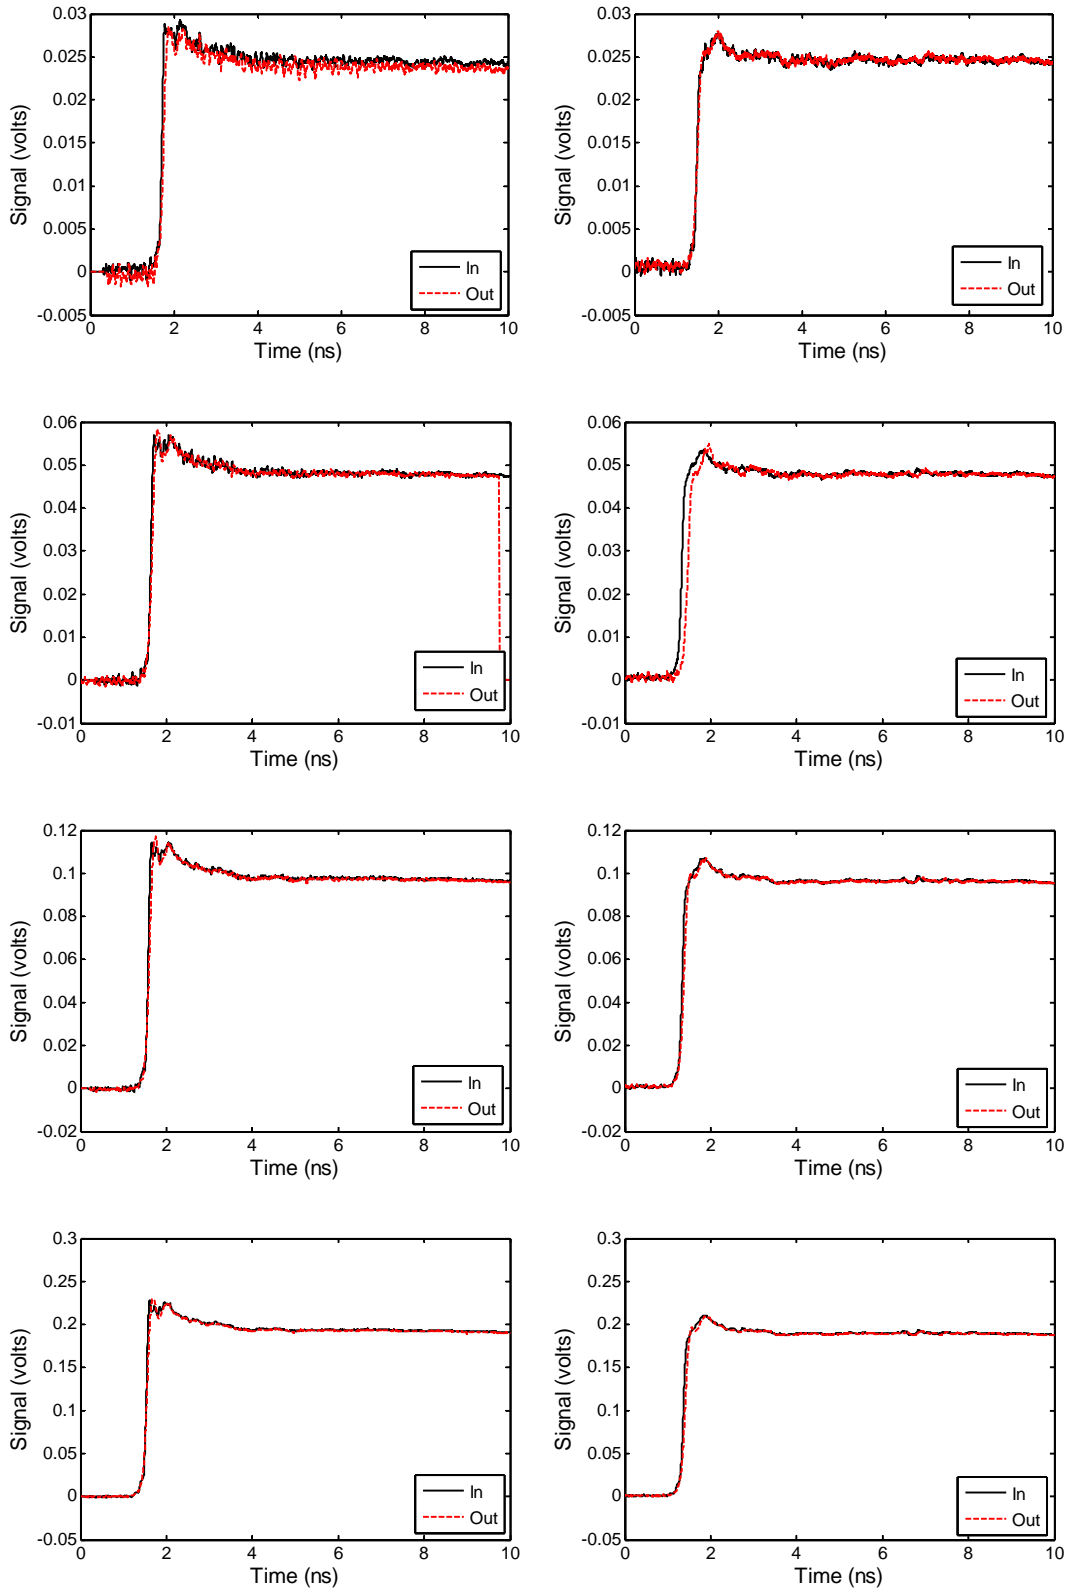 0.03
0.025
0.02
0.015
0.01
0.005
0
-0.005
Signal (volts)
0 2 4 6 8 10
Time (ns)
In
Out
0.03
0.025
0.02
0.015
0.01
0.005
0
-0.005
Signal (volts)
0 2 4 6 8 10
Time (ns)
In
Out
0.06
0.05
0.04
0.03
0.02
0.01
0
-0.01
Signal (volts)
0 2 4 6 8 10
Time (ns)
In
Out
0.06
0.05
0.04
0.03
0.02
0.01
0
-0.01
Signal (volts)
0 2 4 6 8 10
Time (ns)
In
Out
0.12
0.1
0.08
0.06
0.04
0.02
0
-0.02
Signal (volts)
0 2 4 6 8 10
Time (ns)
In
Out
0.12
0.1
0.08
0.06
0.04
0.02
0
-0.02
Signal (volts)
0 2 4 6 8 10
Time (ns)
In
Out
0.3
0.25
0.2
0.15
0.1
0.05
0
-0.05
Signal (volts)
0 2 4 6 8 10
Time (ns)
In
Out
0.3
0.25
0.2
0.15
0.1
0.05
0
-0.05
Signal (volts)
0 2 4 6 8 10
Time (ns)
In
Out